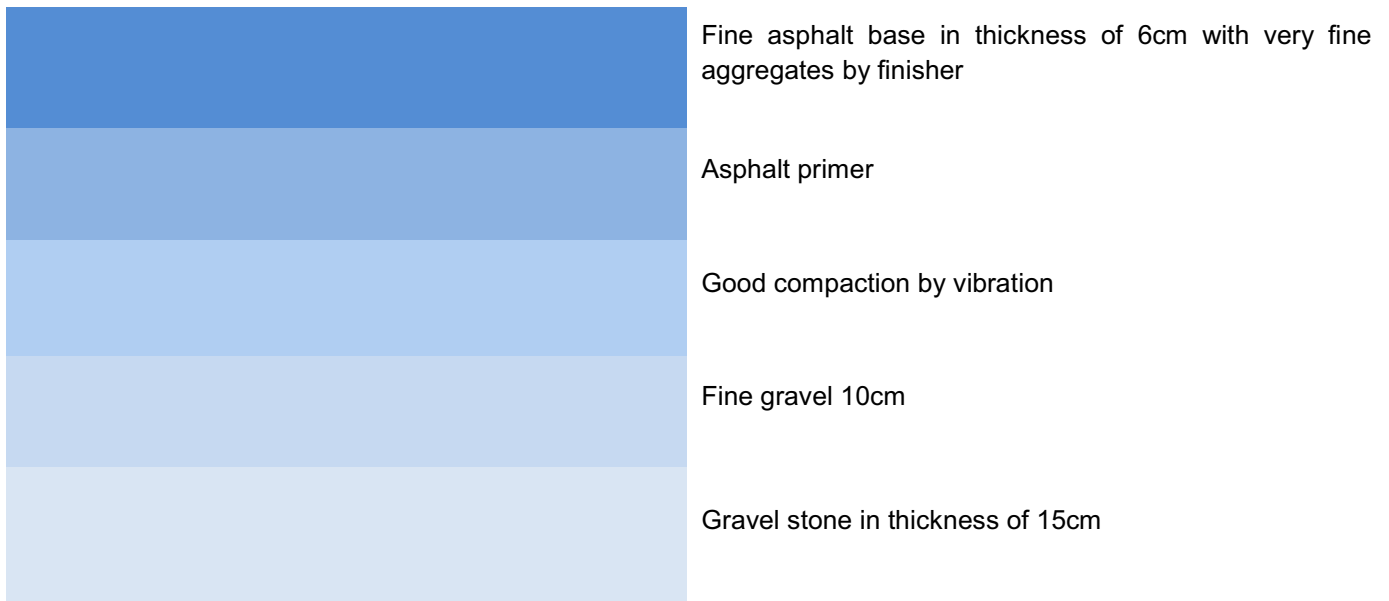 Fine asphalt base in thickness of 6cm with very fine
aggregates by finisher
Asphalt primer
Good compaction by vibration
Fine gravel 10cm
Gravel stone in thickness of 15cm